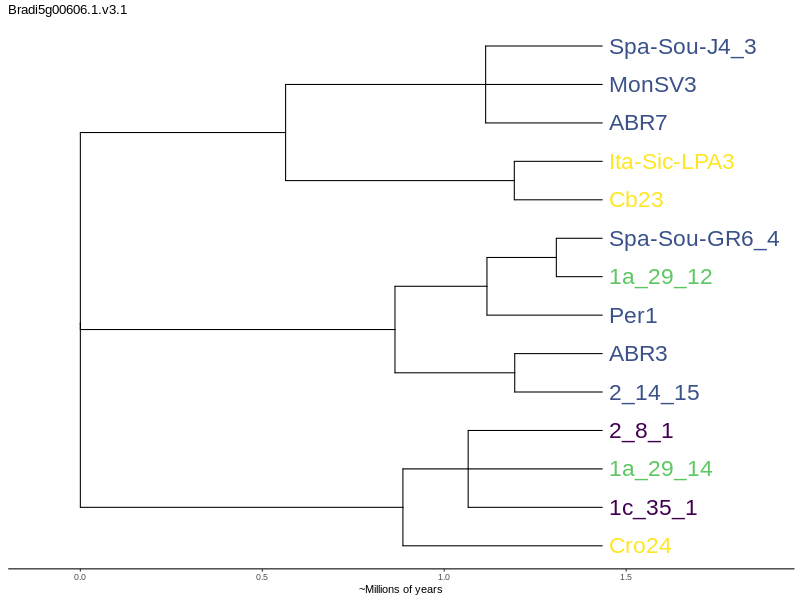 Bradi5g00606.1.v3.1
Spa-Sou-J4_3
MonSV3
ABR7
Ita-Sic-LPA3
Cb23
Spa-Sou-GR6_4
1a_29_12
Per1
ABR3
2_14_15
2_8_1
1a_29_14
1c_35_1
Cro24
0.0 0.5 1.0 1.5
~Millions of years